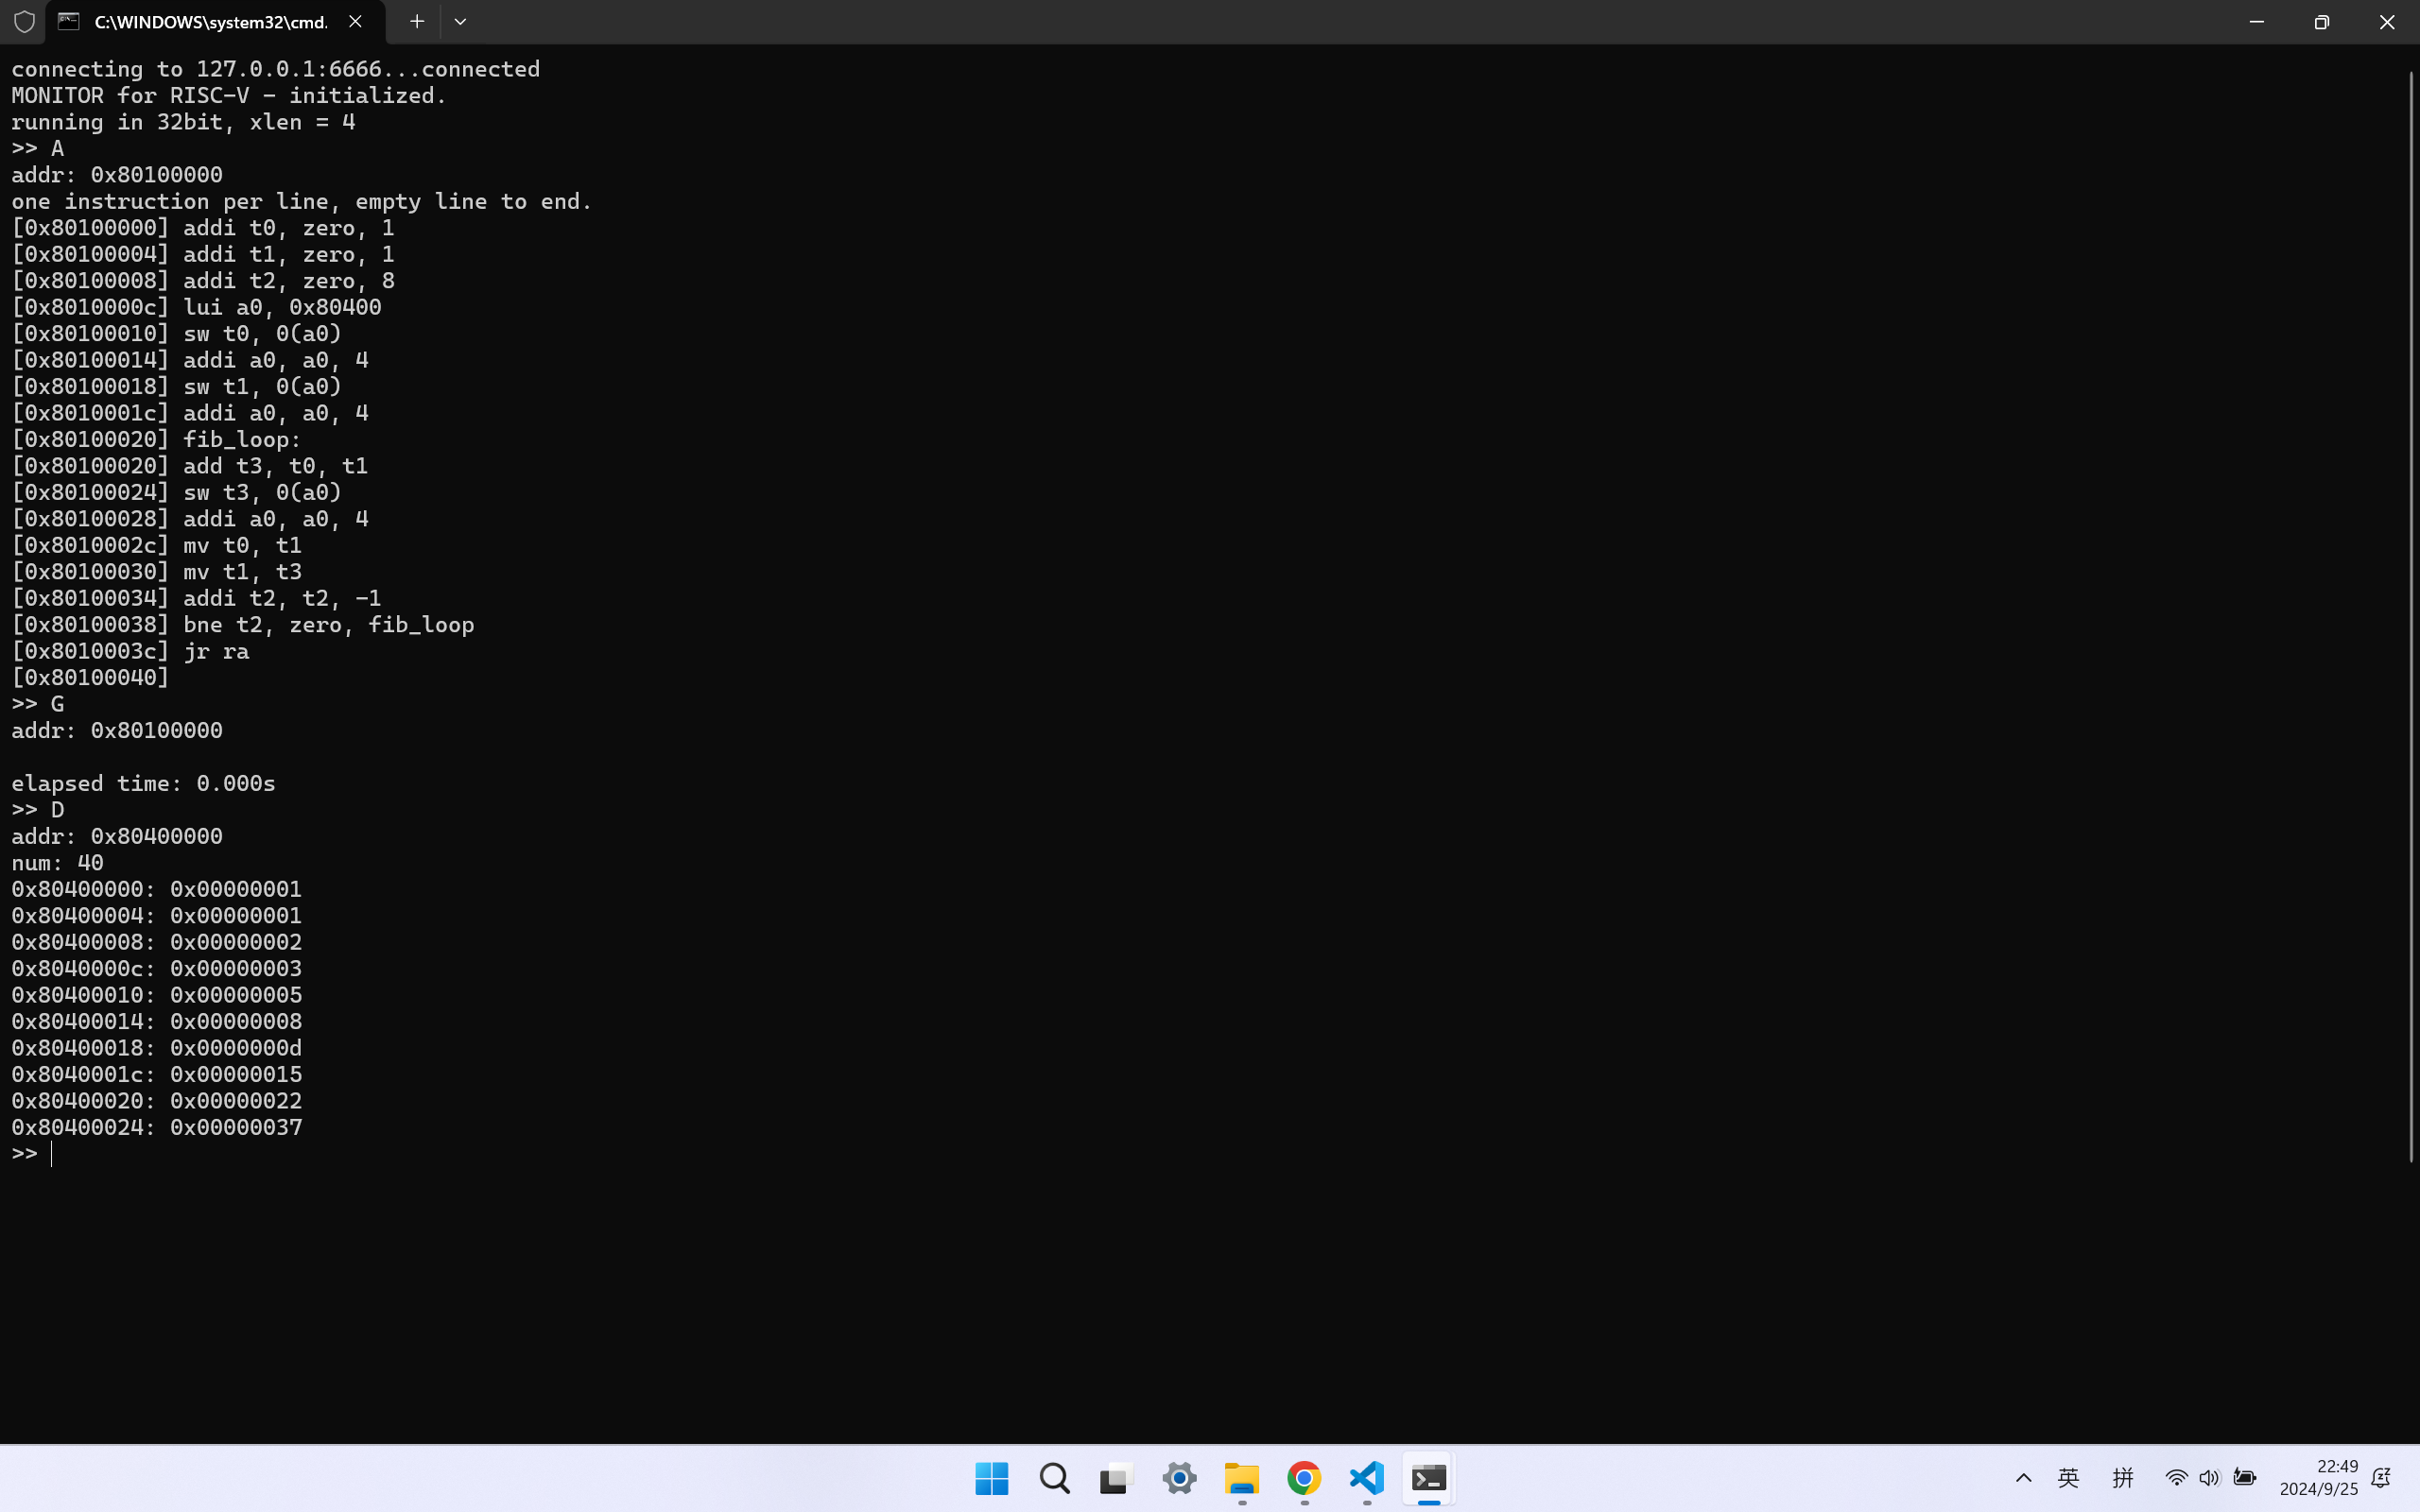 C:\WINDOWS\system32\cmd.
connecting to 127.0.0.1:6666...connected
MONITOR for RISC-V - initialized.
running in 32bit, xlen = 4
>> A
addr: 0x80100000
one instruction per line, empty line to end.
[0x80100000] addi t0, zero, 1
[0x80100004] addi t1, zero, 1
[0x80100008] addi t2, zero, 8
[0x8010000c] lui a0, 0x80400
[0x80100010] sw t0, 0(a0)
[0x80100014] addi a0, a0, 4
[0x80100018] sw t1, 0(a0)
[0x8010001c] addi a0, a0, 4
[0x80100020] fib_loop:
[0x80100020] add t3, t0, t1
[0x80100024] sw t3, 0(a0)
[0x80100028] addi a0, a0, 4
[0x8010002c] mv t0, t1
[0x80100030] mv t1, t3
[0x80100034] addi t2, t2, -1
[0x80100038] bne t2, zero, fib_loop
[0x8010003c] jr ra
[0x80100040]
>> G
addr: 0x80100000
elapsed time: 0.000s
>> D
addr: 0x80400000
num: 40
0x80400000: 0x00000001
0x80400004: 0x00000001
0x80400008: 0x00000002
0x8040000c: 0x00000003
0x80400010: 0x00000005
0x80400014: 0x00000008
0x80400018: 0x0000000d
0x8040001c: 0x00000015
0x80400020: 0x00000022
0x80400024: 0x00000037
>>
英 拼 22:49
2024/9/25